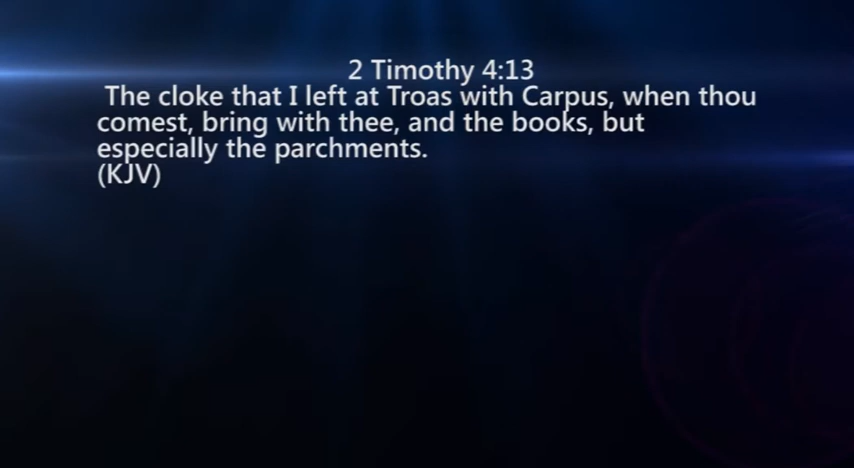 2 Timothy 4:13
The cloke that I left at Troas with Carpus, when thou
comest, bring with thee, and the books, but
especially the parchments.
(KJV)